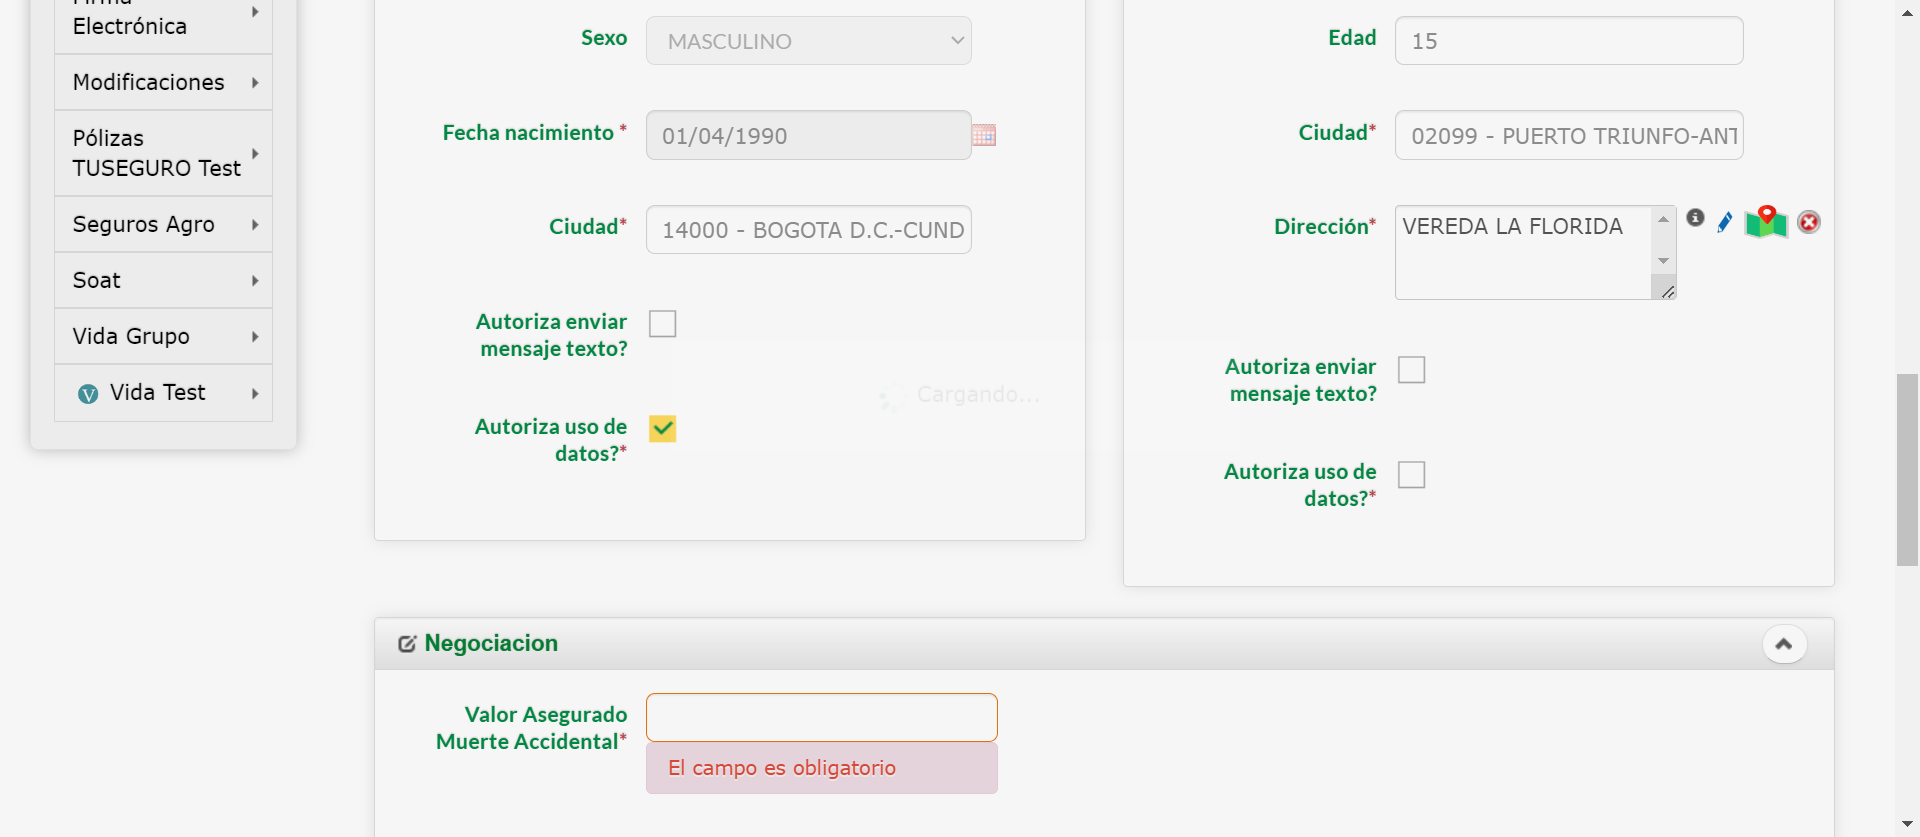 Electrónica
Modificaciones
Pólizas
TUSEGURO Test
Seguros Agro
Soat
Vida Grupo
V Vida Test
Sexo
MASCULINO
Fecha nacimiento *
01/04/1990
Ciudad*
14000 - BOGOTA D.C.-CUND
Autoriza enviar
mensaje texto?
Autoriza uso de
datos?*
Cargando...
Edad
15
Ciudad*
02099 - PUERTO TRIUNFO-ANT
Dirección*
VEREDA LA FLORIDA
Autoriza enviar
mensaje texto?
Autoriza uso de
datos?*
Negociacion
Valor Asegurado
Muerte Accidental*
El campo es obligatorio